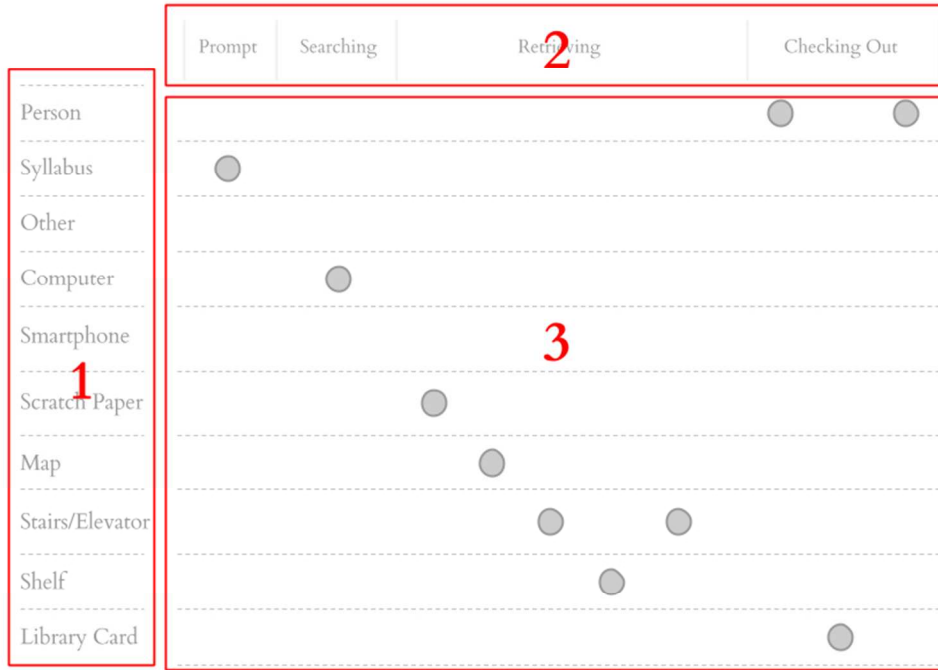 Prompt Searching Retrieving Checking Out
2
Person
Syllabus
Other
Computer
Smartphone
3
1
Scratch Paper
Map
Stairs/Elevator
Shelf
Library Card